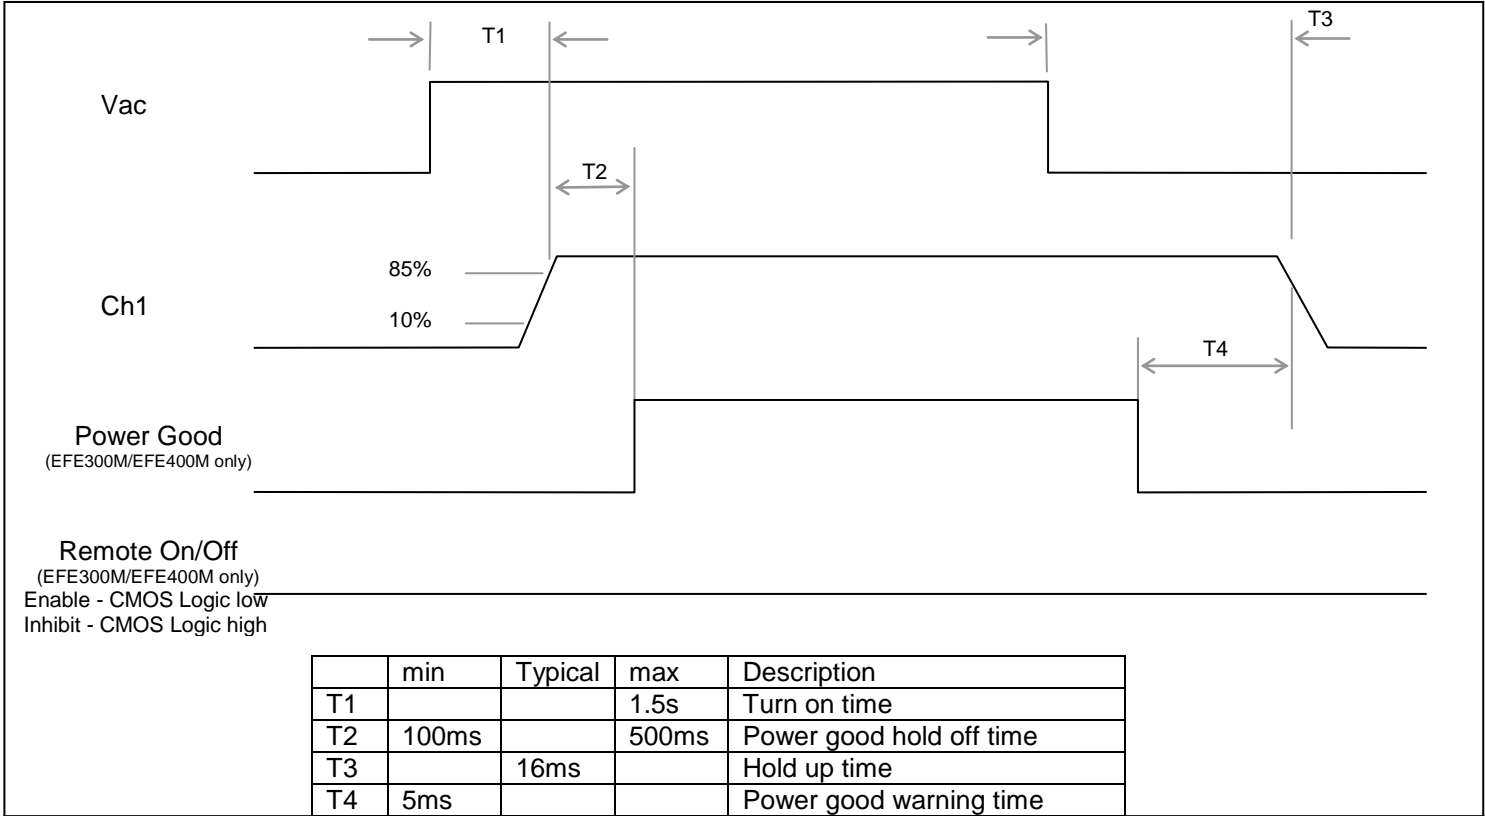 T1
T3
Vac
T2
85%
Ch1
10%
T4
Power Good
(EFE300M/EFE400M only)
Remote On/Off
(EFE300M/EFE400M only)
Enable - CMOS Logic low
Inhibit - CMOS Logic high
min Typical max Description
T1 1.5s Turn on time
T2 100ms 500ms Power good hold off time
T3 16ms Hold up time
T4 5ms Power good warning time